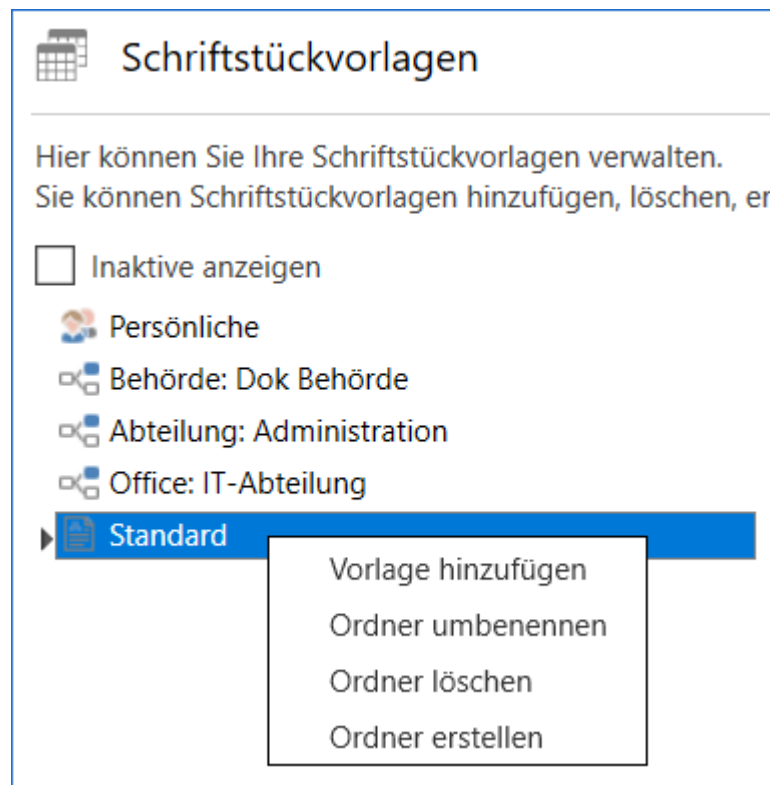 Schriftstückvorlagen
Hier können Sie Ihre Schriftstückvorlagen verwalten.
Sie können Schriftstückvorlagen hinzufügen, löschen,
Inaktive anzeigen
Persönliche
Behörde: Dok Behörde
Abteilung: Administration
Office: IT-Abteilung
Standard
Vorlage hinzufügen
Ordner umbenennen
Ordner löschen
Ordner erstellen